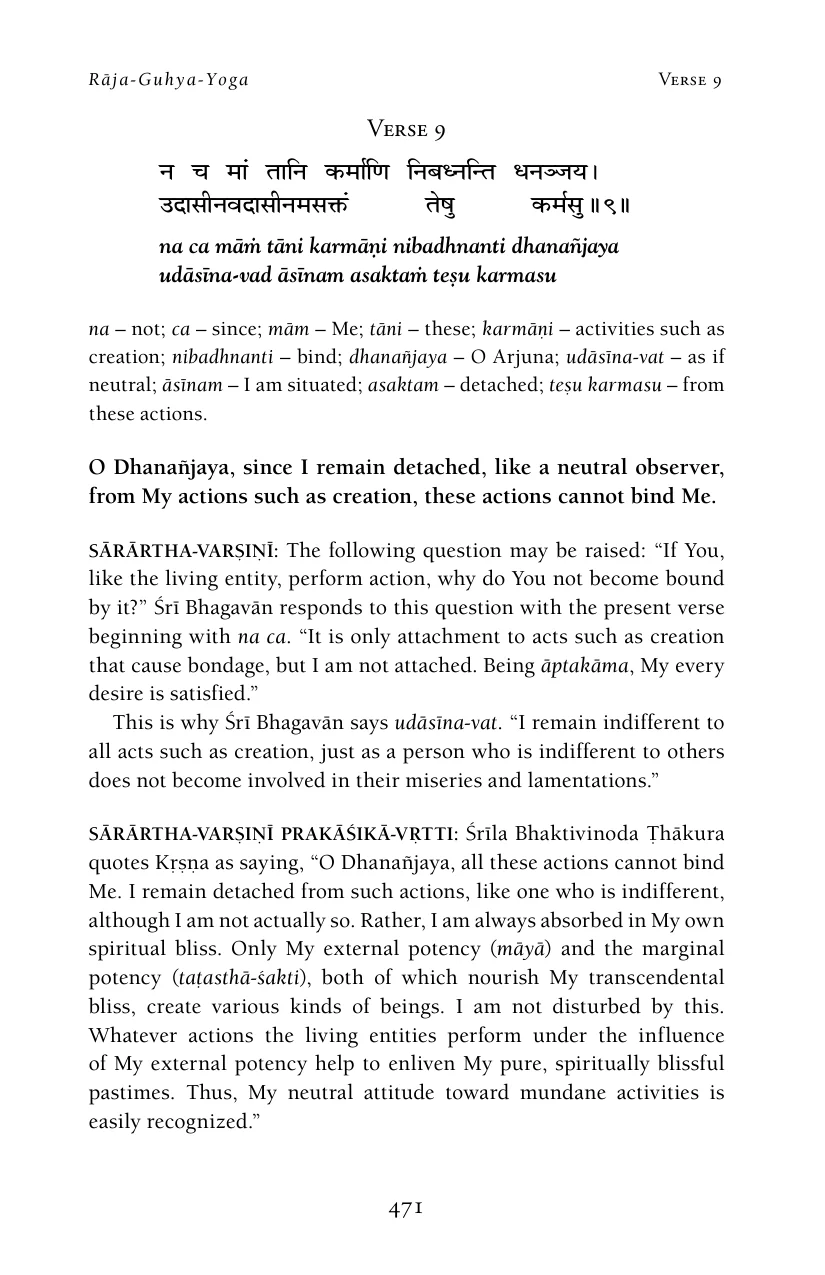 Rāja-Guhya-Yoga Verse 9
Verse 9
न च मां तानि कर्माणि निबध्नन्ति धनञ्जय।
उदासीनवदासीनमसक्तं तेषु कर्मसु॥९॥
na ca māṁ tāni karmāṇi nibadhnanti dhanañjaya
udāsīna-vad āsīnam asaktaṁ teṣu karmasu
na – not; ca – since; mām – Me; tāni – these; karmāṇi – activities such as
creation; nibadhnanti – bind; dhanañjaya – O Arjuna; udāsīna-vat – as if
neutral; āsīnam – I am situated; asaktam – detached; teṣu karmasu – from
these actions.
O Dhanañjaya, since I remain detached, like a neutral observer,
from My actions such as creation, these actions cannot bind Me.
SĀRĀRTHA-VARṢIṆĪ: The following question may be raised: “If You,
like the living entity, perform action, why do You not become bound
by it?” Śrī Bhagavān responds to this question with the present verse
beginning with na ca. “It is only attachment to acts such as creation
that cause bondage, but I am not attached. Being āptakāma, My every
desire is satisfied.”
This is why Śrī Bhagavān says udāsīna-vat. “I remain indifferent to
all acts such as creation, just as a person who is indifferent to others
does not become involved in their miseries and lamentations.”
SĀRĀRTHA-VARṢIṆĪ PRAKĀŚIKĀ-VṚTTI: Śrīla Bhaktivinoda Ṭhākura
quotes Kṛṣṇa as saying, “O Dhanañjaya, all these actions cannot bind
Me. I remain detached from such actions, like one who is indifferent,
although I am not actually so. Rather, I am always absorbed in My own
spiritual bliss. Only My external potency (māyā) and the marginal
potency (taṭasthā-śakti), both of which nourish My transcendental
bliss, create various kinds of beings. I am not disturbed by this.
Whatever actions the living entities perform under the influence
of My external potency help to enliven My pure, spiritually blissful
pastimes. Thus, My neutral attitude toward mundane activities is
easily recognized.”
471